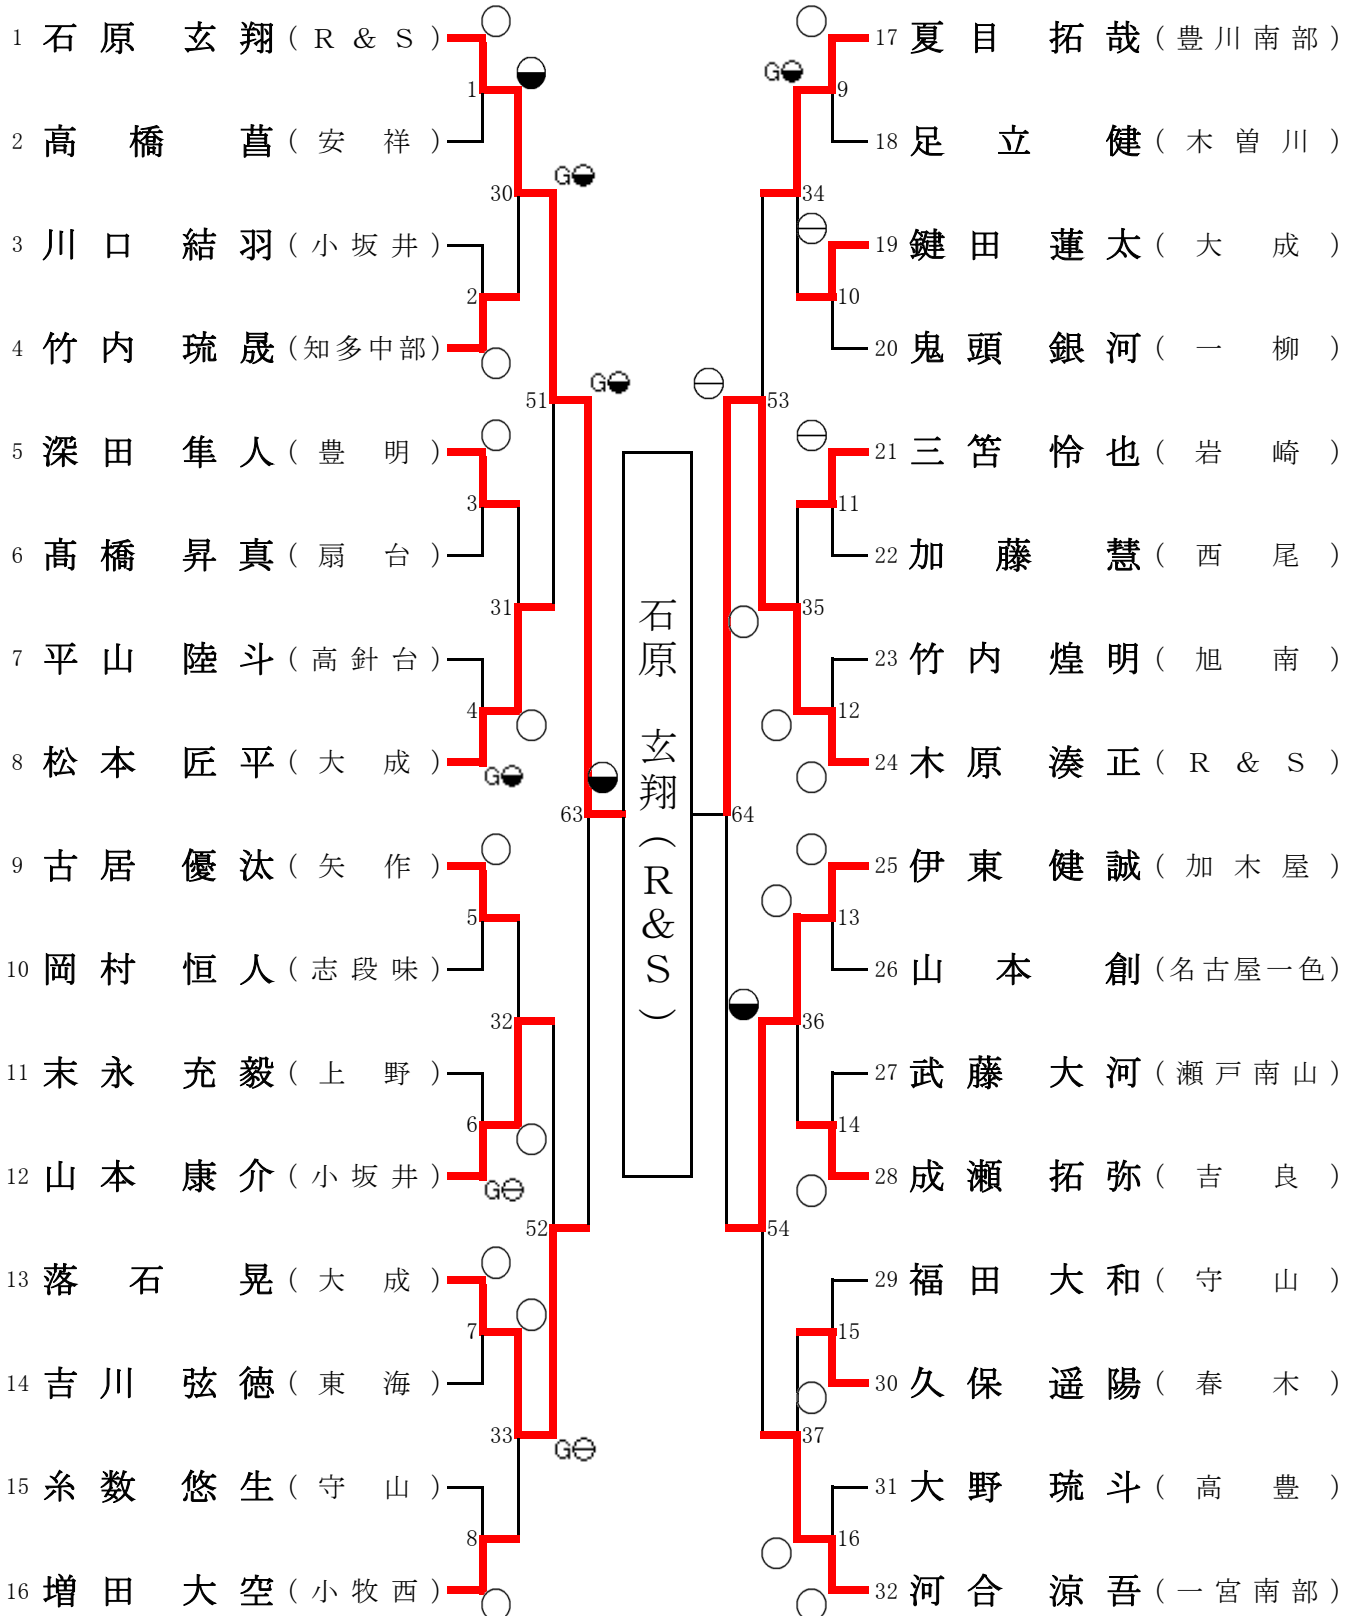 1 石原 玄翔 (R&S)
2 高橋 菖 (安祥)
3 川口 結羽 (小坂井)
4 竹内 琉晟 (知多中部)
5 深田 隼人 (豊明)
6 髙橋 昇真 (扇台)
7 平山 陸斗 (高針台)
8 松本 匠平 (大成)
9 古居 優汰 (矢作)
10 岡村 恒人 (志段味)
11 末永 充毅 (上野)
12 山本 康介 (小坂井)
13 落石 晃 (大成)
14 吉川 弦徳 (東海)
15 糸数 悠生 (守山)
16 増田 大空 (小牧西)
1
2
3
4
5
6
7
8
30
31
32
33
51
52
63
G
G
G
G
G
石原 玄翔(R&S)
64
53
54
34
35
36
37
G
9
10
11
12
13
14
15
16
17 夏目 拓哉 (豊川南部)
18 足立 健 (木曽川)
19 鍵田 蓮太 (大成)
20 鬼頭 銀河 (一柳)
21 三笘 怜也 (岩崎)
22 加藤 慧 (西尾)
23 竹内 煌明 (旭南)
24 木原 湊正 (R&S)
25 伊東 健誠 (加木屋)
26 山本 創 (名古屋一色)
27 武藤 大河 (瀬戸南山)
28 成瀬 拓弥 (吉良)
29 福田 大和 (守山)
30 久保 遥陽 (春木)
31 大野 琉斗 (高豊)
32 河合 涼吾 (一宮南部)